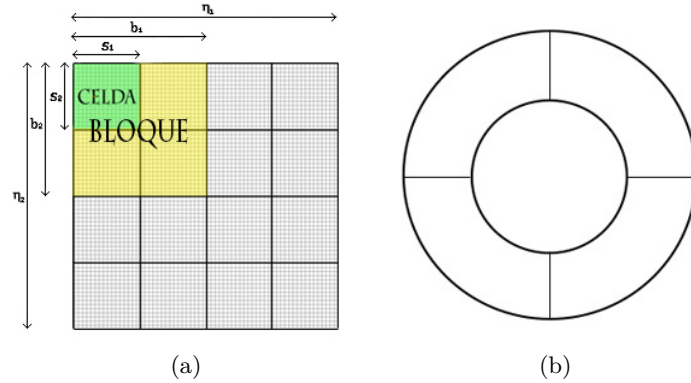 η₁
b₁
S₁
S₂
CELDA
b₂
BLOQUE
η₂
(a)
(b)